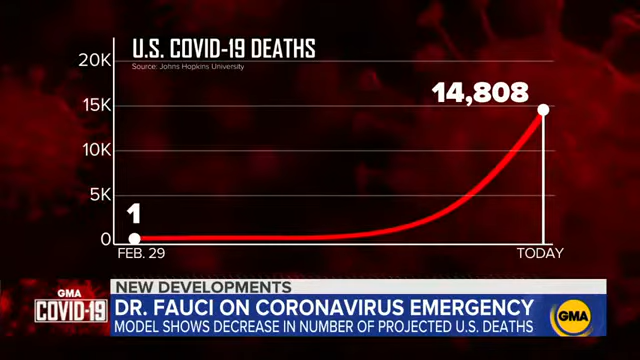 U.S. COVID-19 DEATHS
Source: Johns Hopkins University
20K
15K
10K
5K
0
14,808
1
FEB. 29
TODAY
NEW DEVELOPMENTS
GMA
COVID-19
DR. FAUCI ON CORONAVIRUS EMERGENCY
MODEL SHOWS DECREASE IN NUMBER OF PROJECTED U.S. DEATHS
GMA